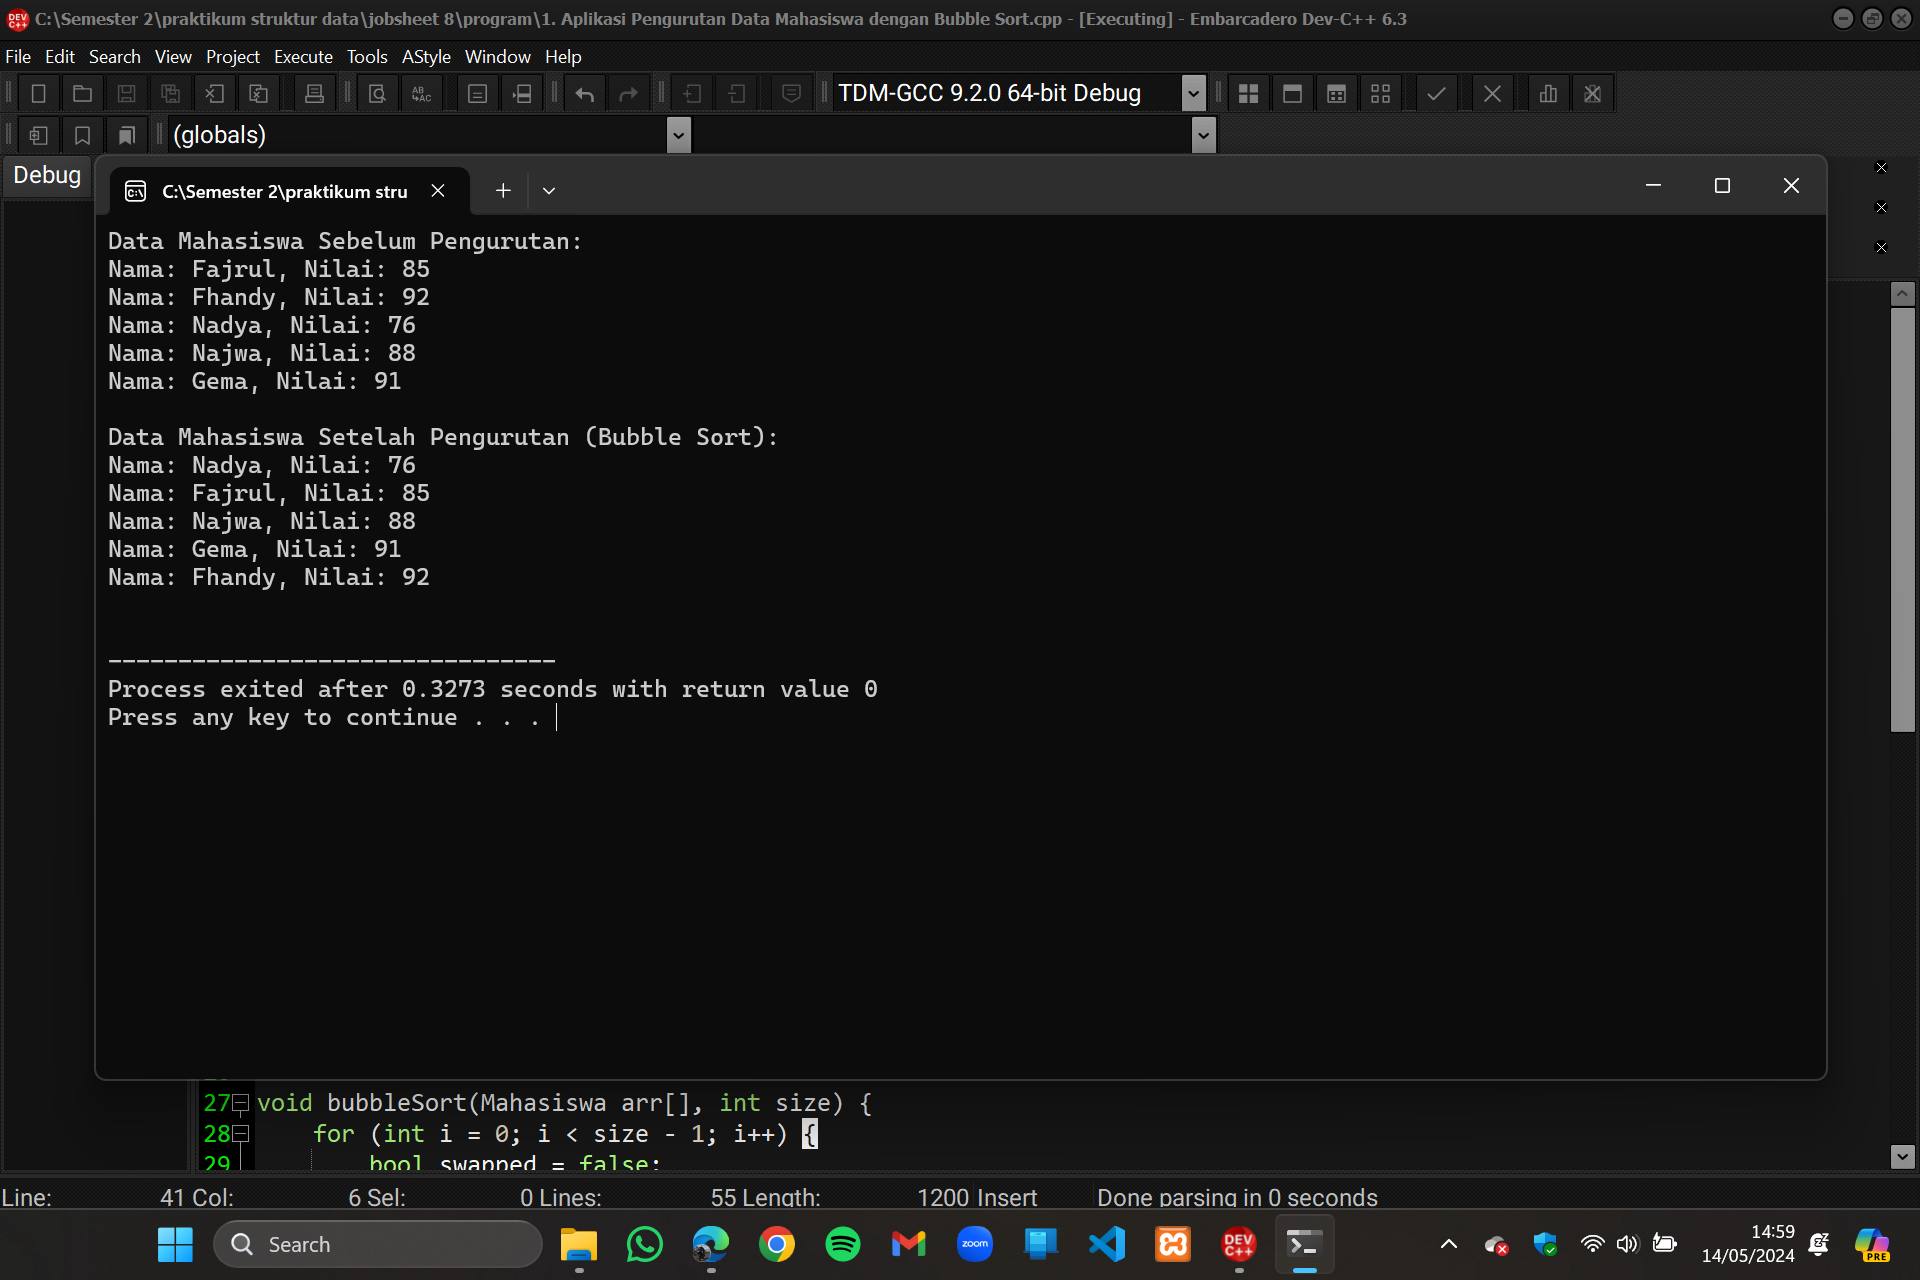 C:\Semester 2\praktikum struktur data\jobsheet 8\program\1. Aplikasi Pengurutan Data Mahasiswa dengan Bubble Sort.cpp - [Executing] - Embarcadero Dev-C++ 6.3
File Edit Search View Project Execute Tools AStyle Window Help
TDM-GCC 9.2.0 64-bit Debug
(globals)
Debug
C:\Semester 2\praktikum stru
Data Mahasiswa Sebelum Pengurutan:
Nama: Fajrul, Nilai: 85
Nama: Fhandy, Nilai: 92
Nama: Nadya, Nilai: 76
Nama: Najwa, Nilai: 88
Nama: Gema, Nilai: 91
Data Mahasiswa Setelah Pengurutan (Bubble Sort):
Nama: Nadya, Nilai: 76
Nama: Fajrul, Nilai: 85
Nama: Najwa, Nilai: 88
Nama: Gema, Nilai: 91
Nama: Fhandy, Nilai: 92
--------------------------------
Process exited after 0.3273 seconds with return value 0
Press any key to continue . . .
27 void bubbleSort(Mahasiswa arr[], int size) {
28 for (int i = 0; i < size - 1; i++) {
29 bool swapped = false;
Line: 41 Col: 6 Sel: 0 Lines: 55 Length: 1200 Insert Done parsing in 0 seconds
Search
zoom
DEV C++
14:59
14/05/2024
PRE